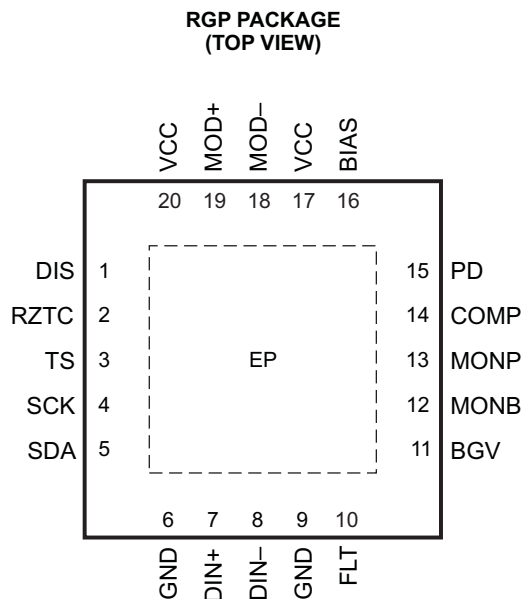 RGP PACKAGE
(TOP VIEW)
VCC MOD+ MOD– VCC BIAS
20 19 18 17 16
DIS 1 15 PD
RZTC 2 14 COMP
TS 3 EP 13 MONP
SCK 4 12 MONB
SDA 5 11 BGV
6 7 8 9 10
GND DIN+ DIN– GND FLT